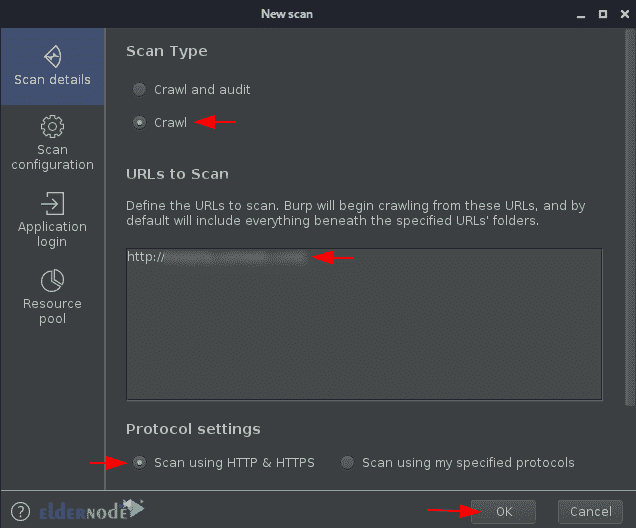 New scan
Scan details
Scan configuration
Application login
Resource pool
Scan Type
Crawl and audit
Crawl
URLs to Scan
Define the URLs to scan. Burp will begin crawling from these URLs, and by
default will include everything beneath the specified URLs' folders.
http://
Protocol settings
Scan using HTTP & HTTPS
Scan using my specified protocols
?
eldernode
OK
Cancel